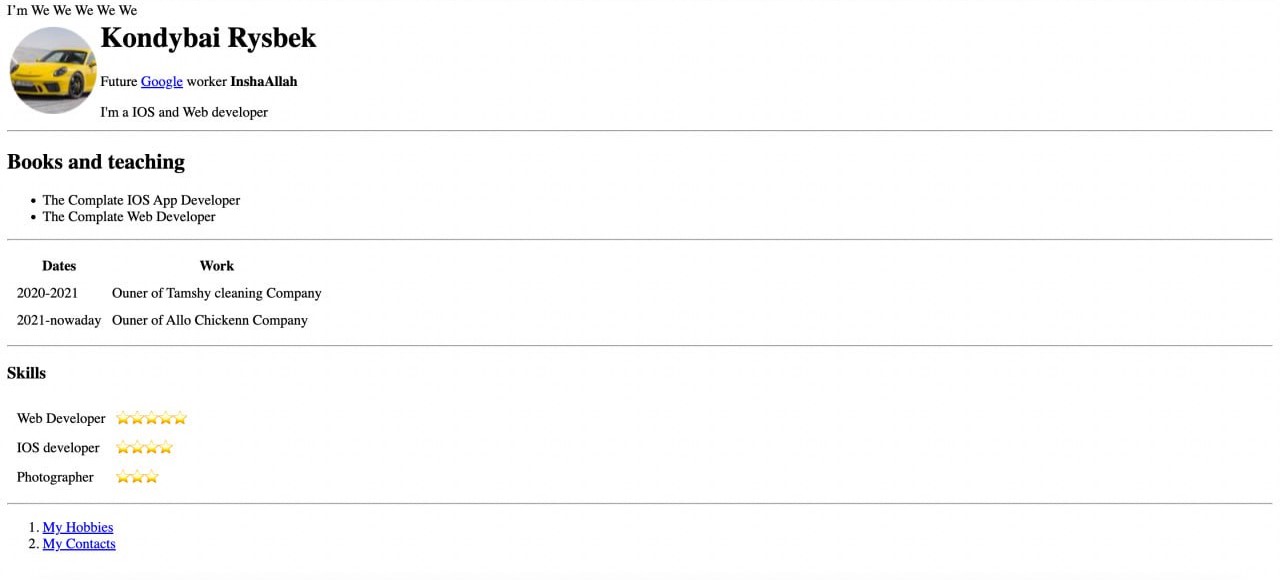 I'm We We We We We
Kondybai Rysbek
Future Google worker InshaAllah
I'm a IOS and Web developer
Books and teaching
The Complate IOS App Developer
The Complate Web Developer
Dates Work
2020-2021 Ouner of Tamshy cleaning Company
2021-nowaday Ouner of Allo Chickenn Company
Skills
Web Developer ⭐⭐⭐⭐⭐
IOS developer ⭐⭐⭐⭐
Photographer ⭐⭐⭐
1. My Hobbies
2. My Contacts